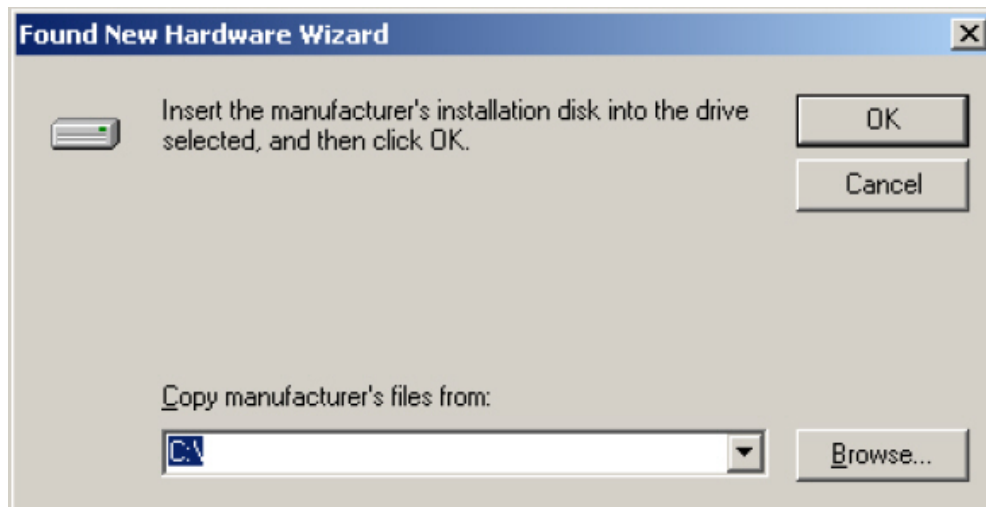 Found New Hardware Wizard
Insert the manufacturer's installation disk into the drive
selected, and then click OK.
OK
Cancel
Copy manufacturer's files from:
C:\
Browse...